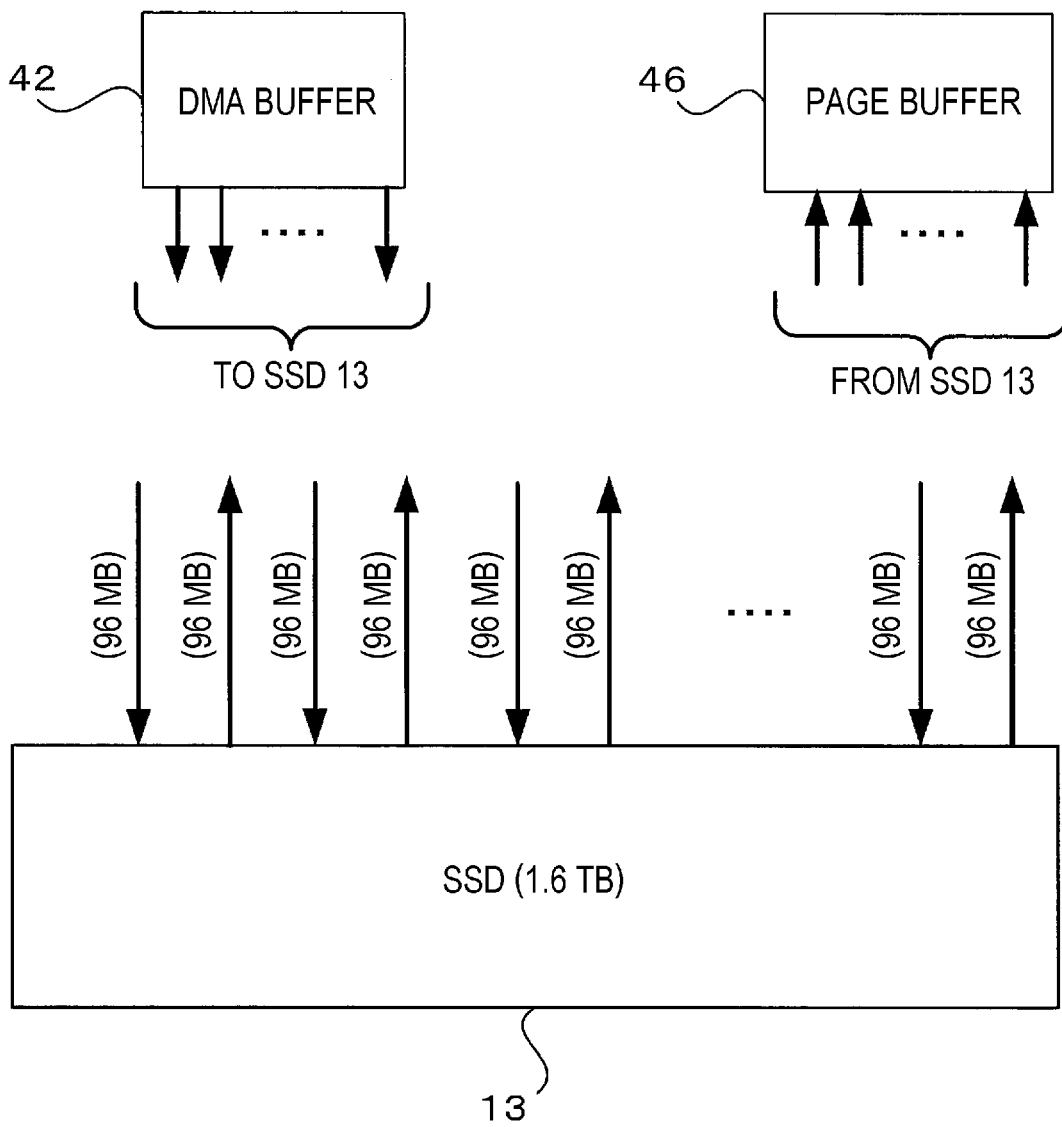 42
DMA BUFFER
46
PAGE BUFFER
....
....
TO SSD 13
FROM SSD 13
(96 MB)
(96 MB)
(96 MB)
(96 MB)
(96 MB)
(96 MB)
....
(96 MB)
(96 MB)
SSD (1.6 TB)
13